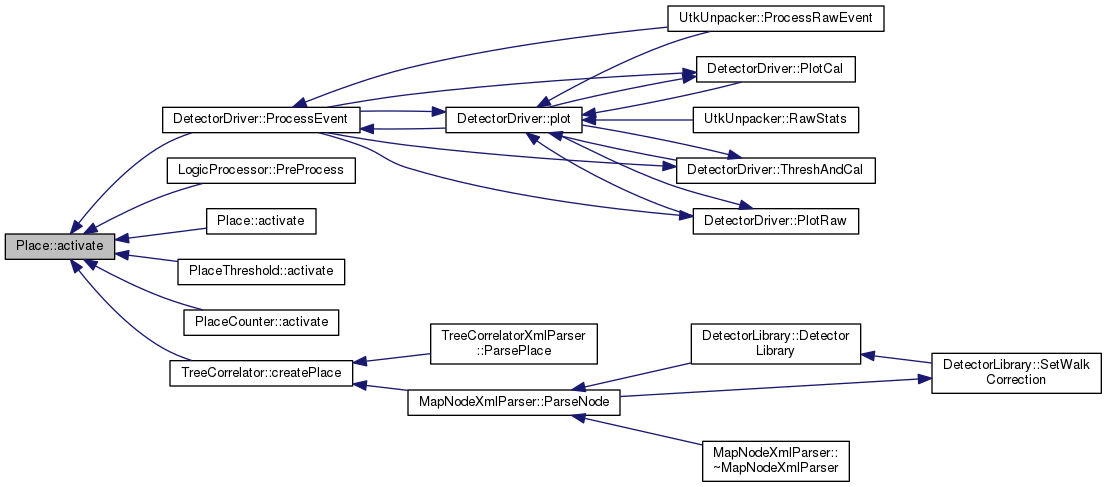 UtkUnpacker::ProcessRawEvent
DetectorDriver::PlotCal
DetectorDriver::ProcessEvent
DetectorDriver::plot
UtkUnpacker::RawStats
LogicProcessor::PreProcess
DetectorDriver::ThreshAndCal
Place::activate
DetectorDriver::PlotRaw
Place::activate
PlaceThreshold::activate
PlaceCounter::activate
TreeCorrelatorXmlParser
::ParsePlace
DetectorLibrary::Detector
Library
TreeCorrelator::createPlace
DetectorLibrary::SetWalk
Correction
MapNodeXmlParser::ParseNode
MapNodeXmlParser::
~MapNodeXmlParser